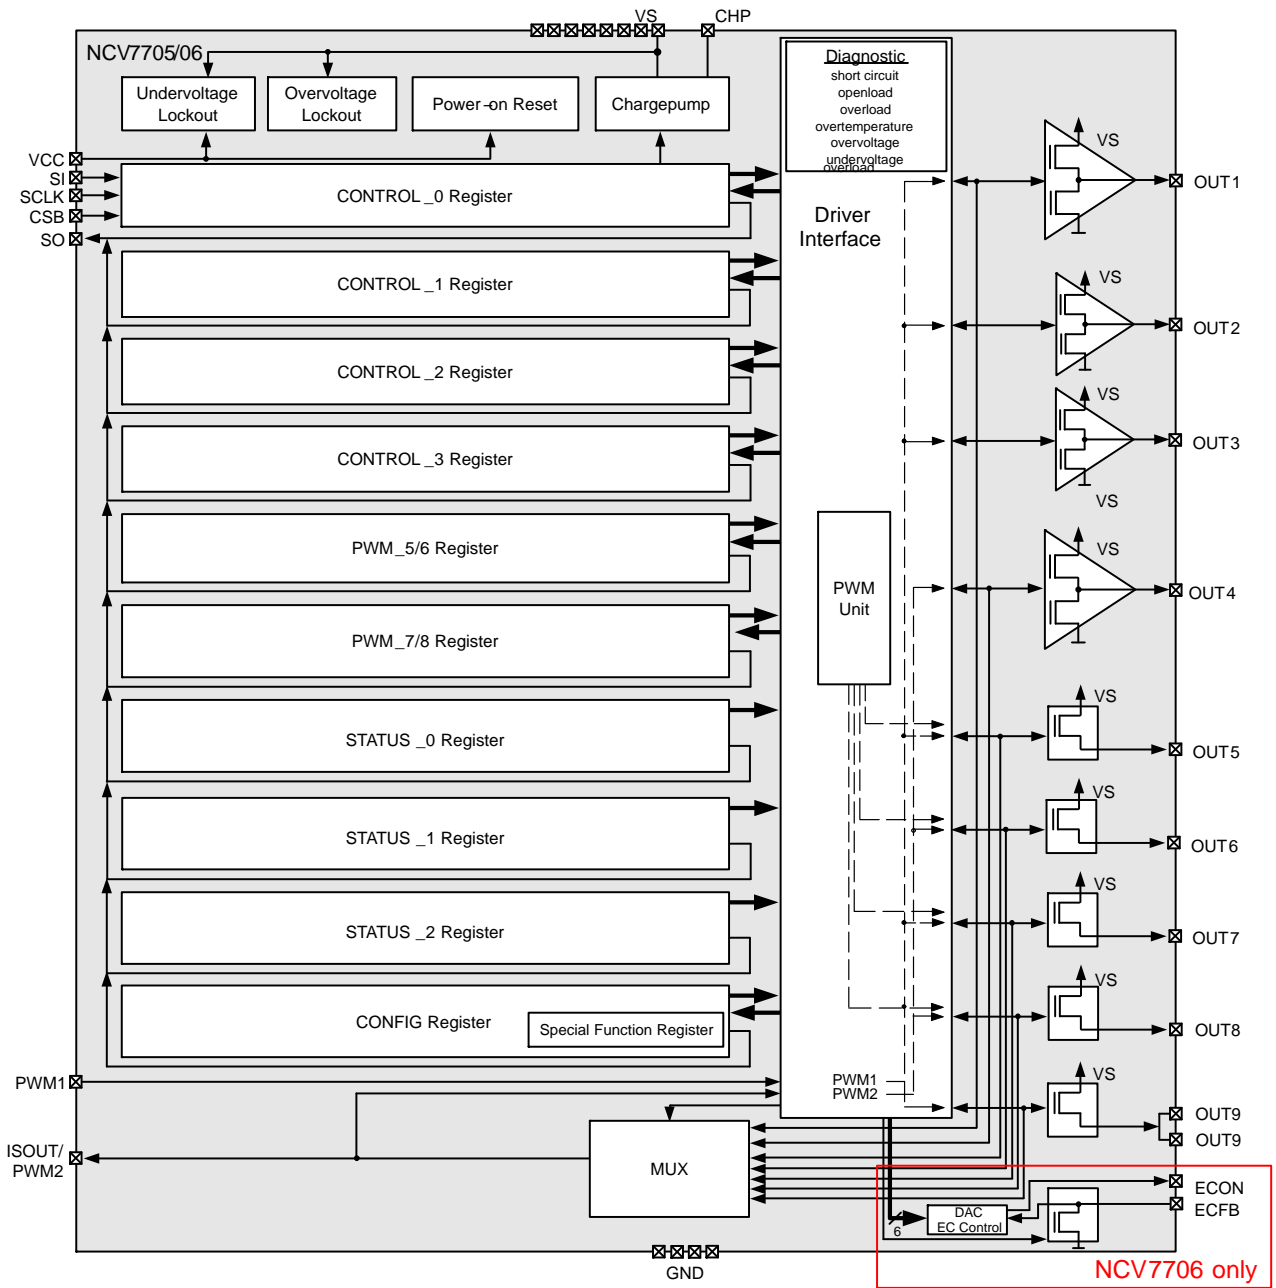 VS
CHP
NCV7705/06
Undervoltage
Lockout
Overvoltage
Lockout
Power-on Reset
Chargepump
Diagnostic
short circuit
openload
overload
overtemperature
overvoltage
undervoltage
overload
VCC
SI
SCLK
CSB
SO
CONTROL_0 Register
Driver
Interface
VS
OUT1
CONTROL_1 Register
VS
OUT2
CONTROL_2 Register
VS
OUT3
VS
CONTROL_3 Register
PWM_5/6 Register
PWM
Unit
VS
OUT4
PWM_7/8 Register
STATUS_0 Register
VS
OUT5
STATUS_1 Register
VS
OUT6
STATUS_2 Register
VS
OUT7
CONFIG Register
Special Function Register
VS
OUT8
PWM1
PWM1
PWM2
VS
OUT9
OUT9
ISOUT/
PWM2
MUX
ECON
ECFB
DAC
EC Control
6
GND
NCV7706 only